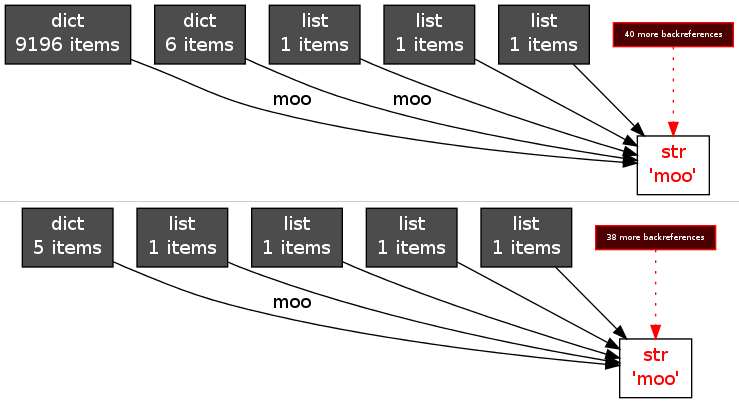 dict
9196 items
dict
6 items
list
1 items
list
1 items
list
1 items
40 more backreferences
moo
moo
str
'moo'
dict
5 items
list
1 items
list
1 items
list
1 items
list
1 items
38 more backreferences
moo
str
'moo'